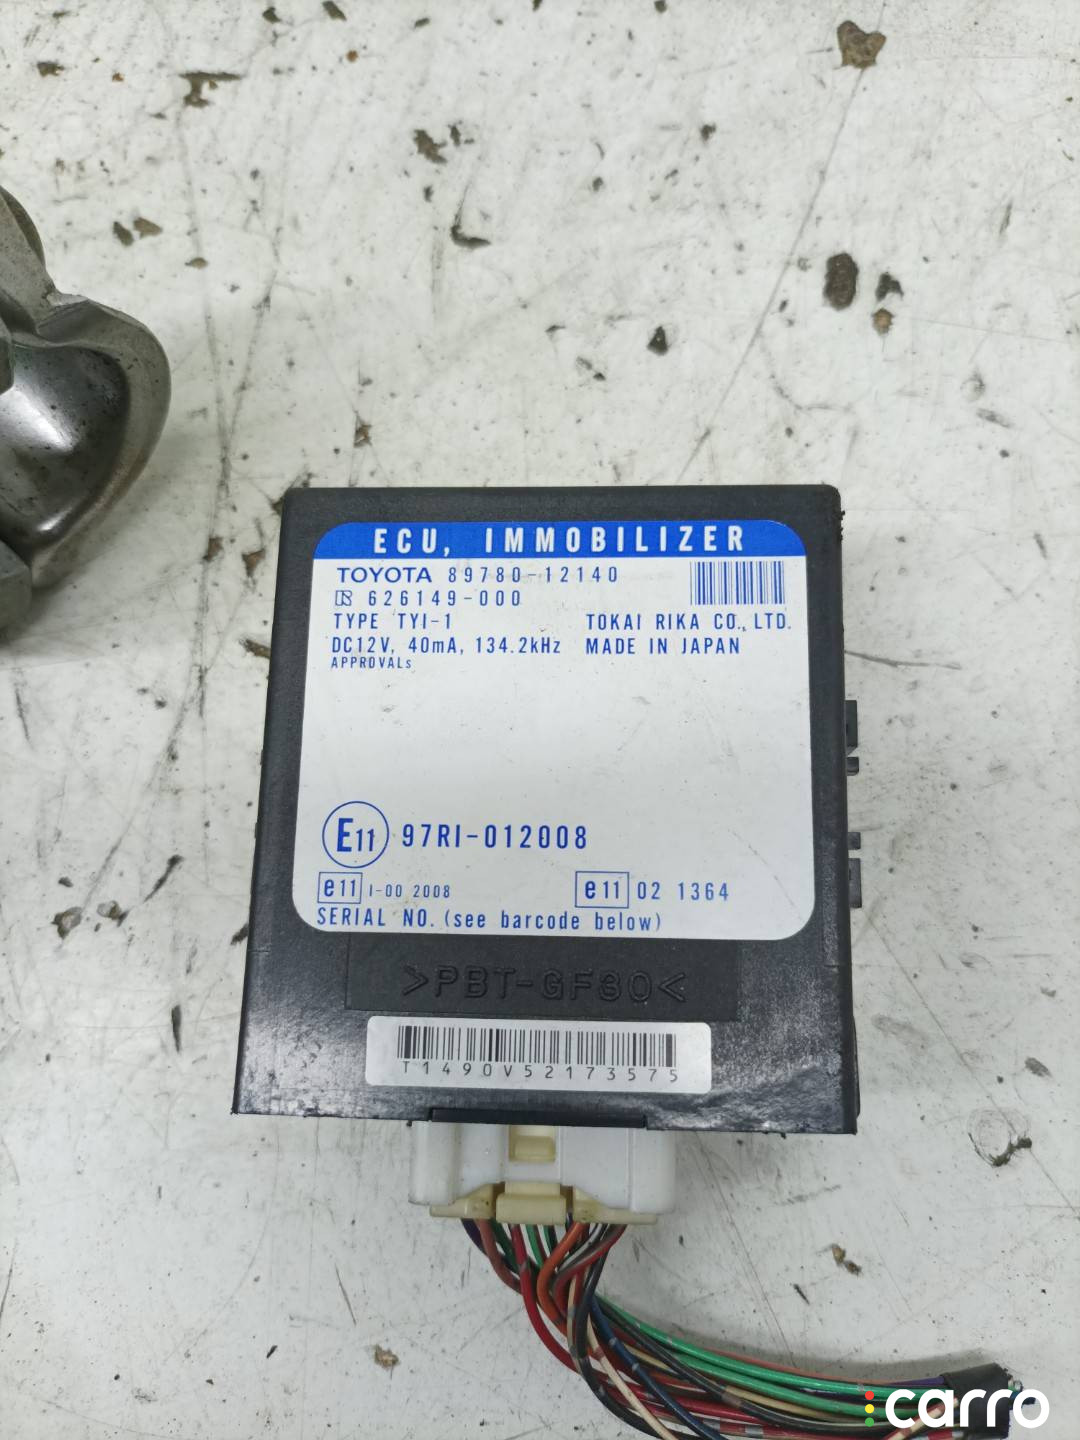 ECU, IMMOBILIZER
TOYOTA 89780-12140
626149-000
TYPE TYI-1 TOKAI RIKA CO., LTD.
DC12V, 40mA, 134.2kHz MADE IN JAPAN
APPROVALs
E11 97RI-012008
e11 I-00 2008 e11 02 1364
SERIAL NO. (see barcode below)
>PBT-GF30<
T1490V52173575
carro